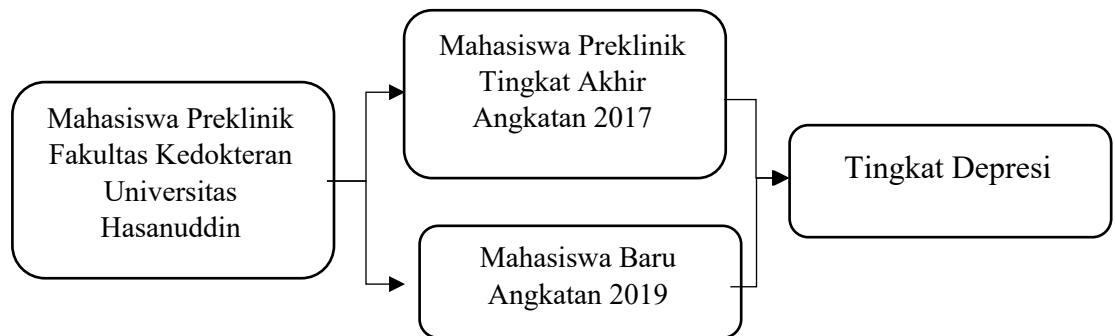 Mahasiswa Preklinik
Fakultas Kedokteran
Universitas
Hasanuddin
Mahasiswa Preklinik
Tingkat Akhir
Angkatan 2017
Mahasiswa Baru
Angkatan 2019
Tingkat Depresi